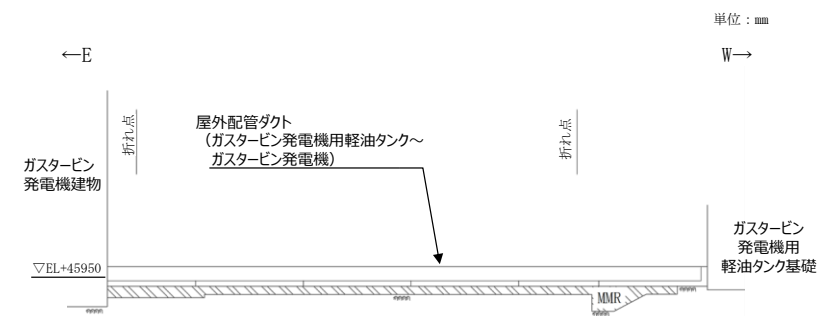 単位：mm
←E
W→
折れ点
屋外配管ダクト
（ガスタービン発電機用軽油タンク～
ガスタービン発電機）
折れ点
ガスタービン
発電機建物
ガスタービン
発電機用
軽油タンク基礎
▽EL+45950
MMR